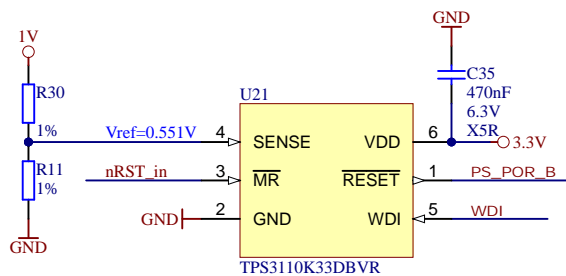 GND
1V
C35
R30
U21
470nF
6.3V
1%
Vref=0.551V
4
SENSE
VDD
6
X5R
3.3V
R11
1%
nRST_in
3
MR
RESET
1
PS_POR_B
GND
2
GND
WDI
5
WDI
GND
TPS3110K33DBVR